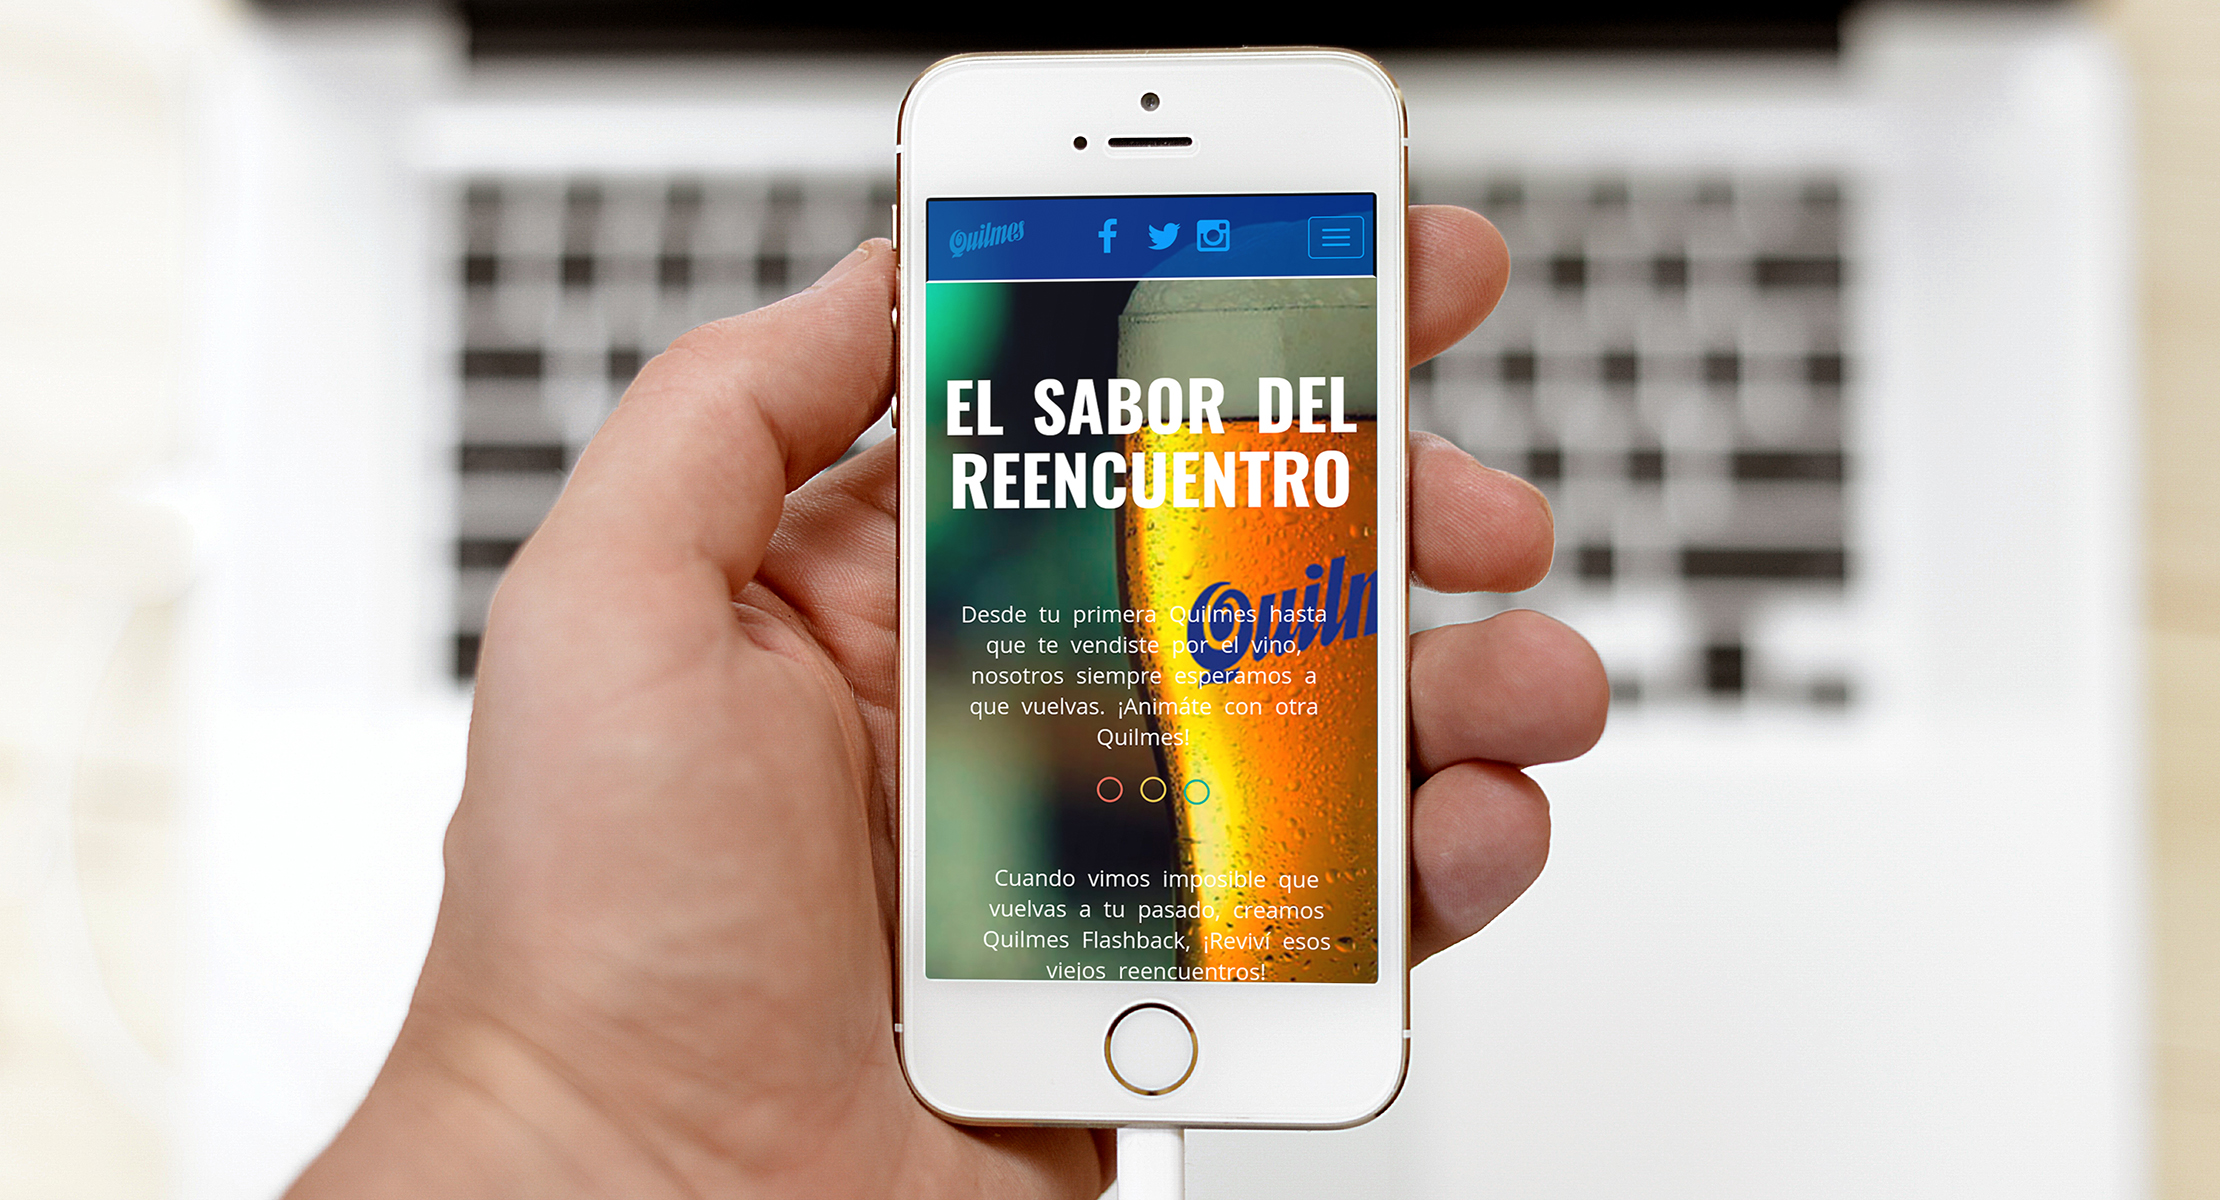 Quilmes
EL SABOR DEL
REENCUENTRO
Quilm
Desde tu primera Quilmes hasta
que te vendiste por el vino,
nosotros siempre esperamos a
que vuelvas. ¡Animáte con otra
Quilmes!
Cuando vimos imposible que
vuelvas a tu pasado, creamos
Quilmes Flashback, ¡Reviví esos
viejos reencuentros!